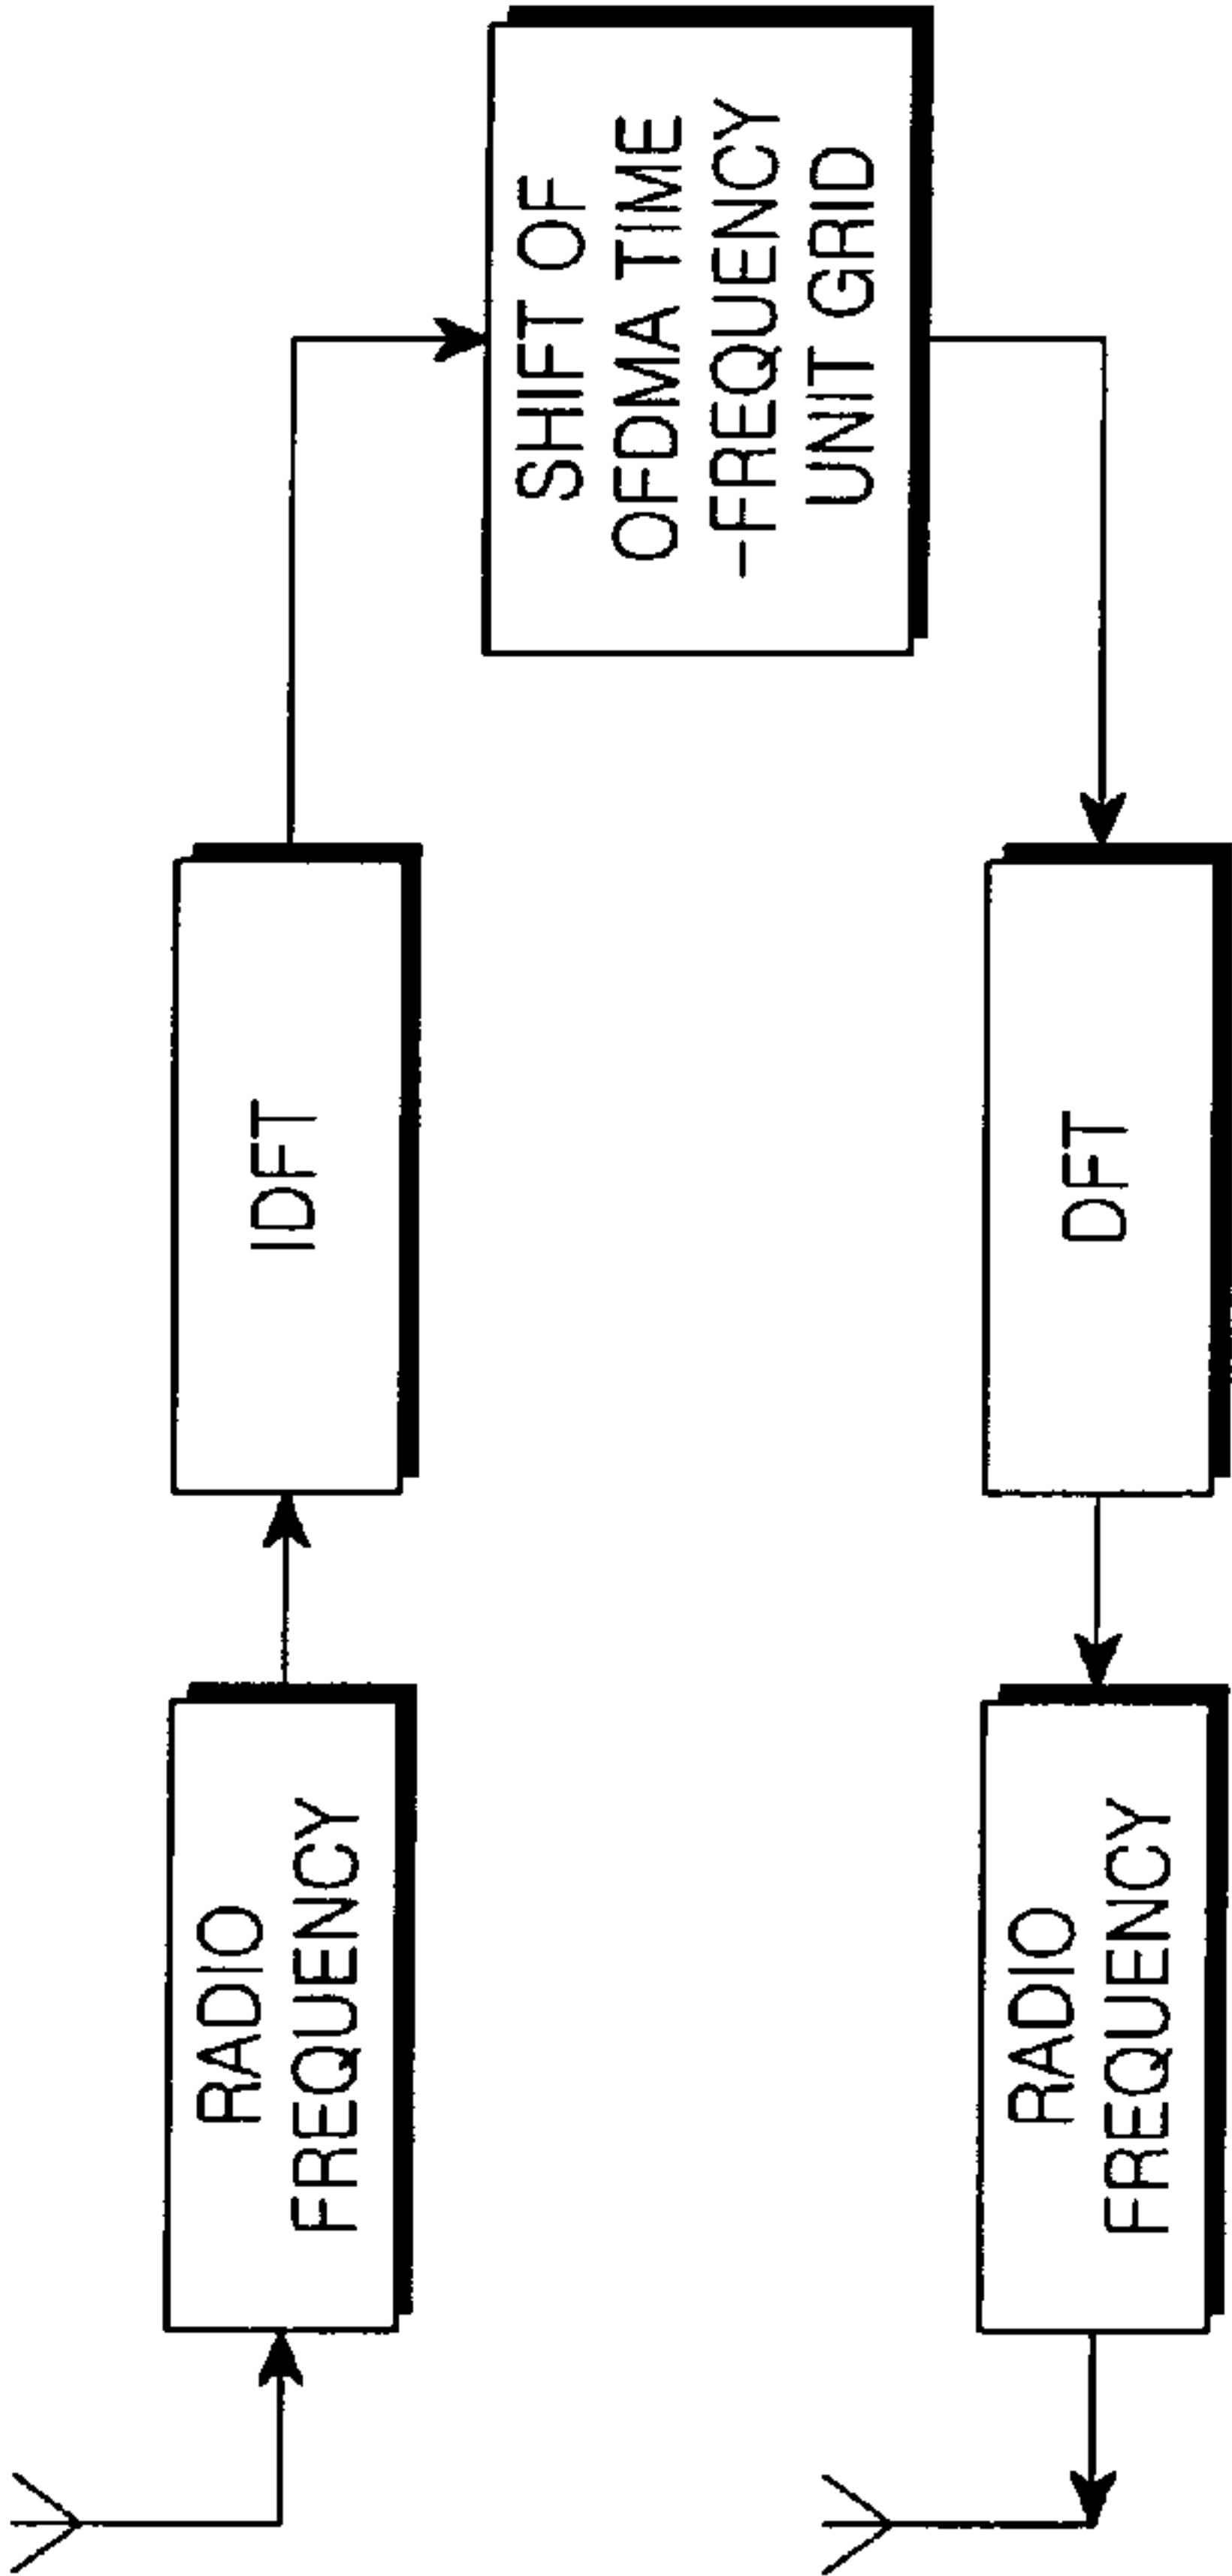 RADIO
FREQUENCY
IDFT
SHIFT OF
OFDMA TIME
-FREQUENCY
UNIT GRID
DFT
RADIO
FREQUENCY